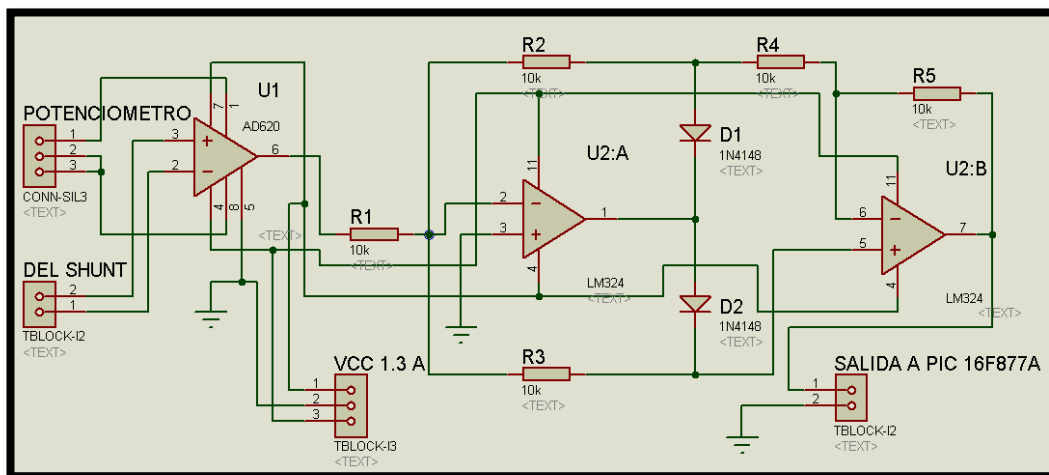 POTENCIOMETRO
1
2
3
CONN-SIL3
<TEXT>
U1
AD620
7
1
3
2
6
4
8
5
<TEXT>
DEL SHUNT
2
1
TBLOCK-I2
<TEXT>
R1
10k
<TEXT>
R2
10k
<TEXT>
R3
10k
<TEXT>
U2:A
11
2
3
1
4
LM324
<TEXT>
D1
1N4148
<TEXT>
D2
1N4148
<TEXT>
R4
10k
<TEXT>
R5
10k
<TEXT>
U2:B
11
6
5
7
4
LM324
<TEXT>
VCC 1.3 A
1
2
3
TBLOCK-I3
<TEXT>
SALIDA A PIC 16F877A
1
2
TBLOCK-I2
<TEXT>